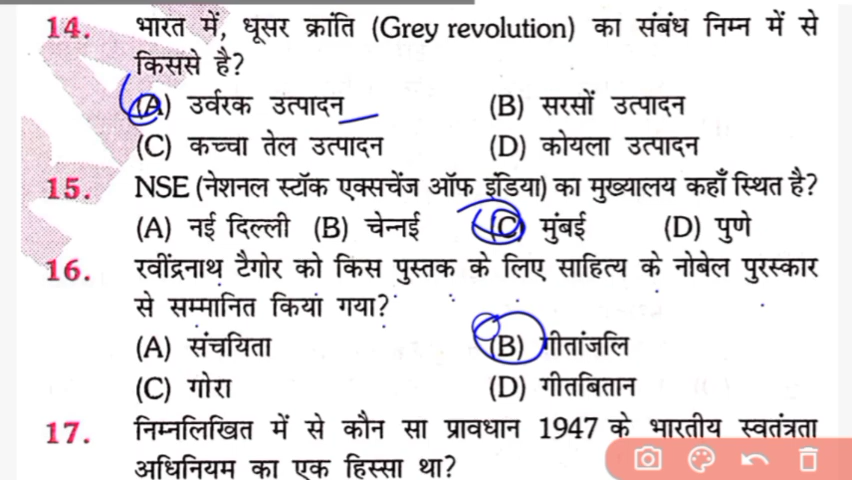 14. भारत में, धूसर क्रांति (Grey revolution) का संबंध निम्न में से
किससे है?
(A) उर्वरक उत्पादन (B) सरसों उत्पादन
(C) कच्चा तेल उत्पादन (D) कोयला उत्पादन
15. NSE (नेशनल स्टॉक एक्सचेंज ऑफ इंडिया) का मुख्यालय कहाँ स्थित है?
(A) नई दिल्ली (B) चेन्नई (C) मुंबई (D) पुणे
16. रवींद्रनाथ टैगोर को किस पुस्तक के लिए साहित्य के नोबेल पुरस्कार
से सम्मानित किया गया?
(A) संचयिता (B) गीतांजलि
(C) गोरा (D) गीतबितान
17. निम्नलिखित में से कौन सा प्रावधान 1947 के भारतीय स्वतंत्रता
अधिनियम का एक हिस्सा था?